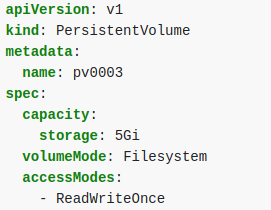 apiVersion: v1
kind: PersistentVolume
metadata:
  name: pv0003
spec:
  capacity:
    storage: 5Gi
  volumeMode: Filesystem
  accessModes:
    - ReadWriteOnce